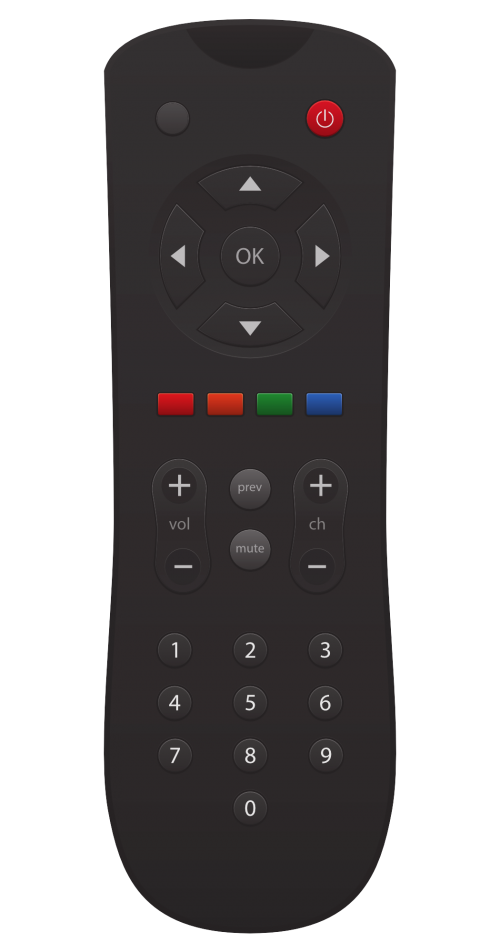 OK
+ prev +
vol ch
− mute −
1 2 3
4 5 6
7 8 9
0